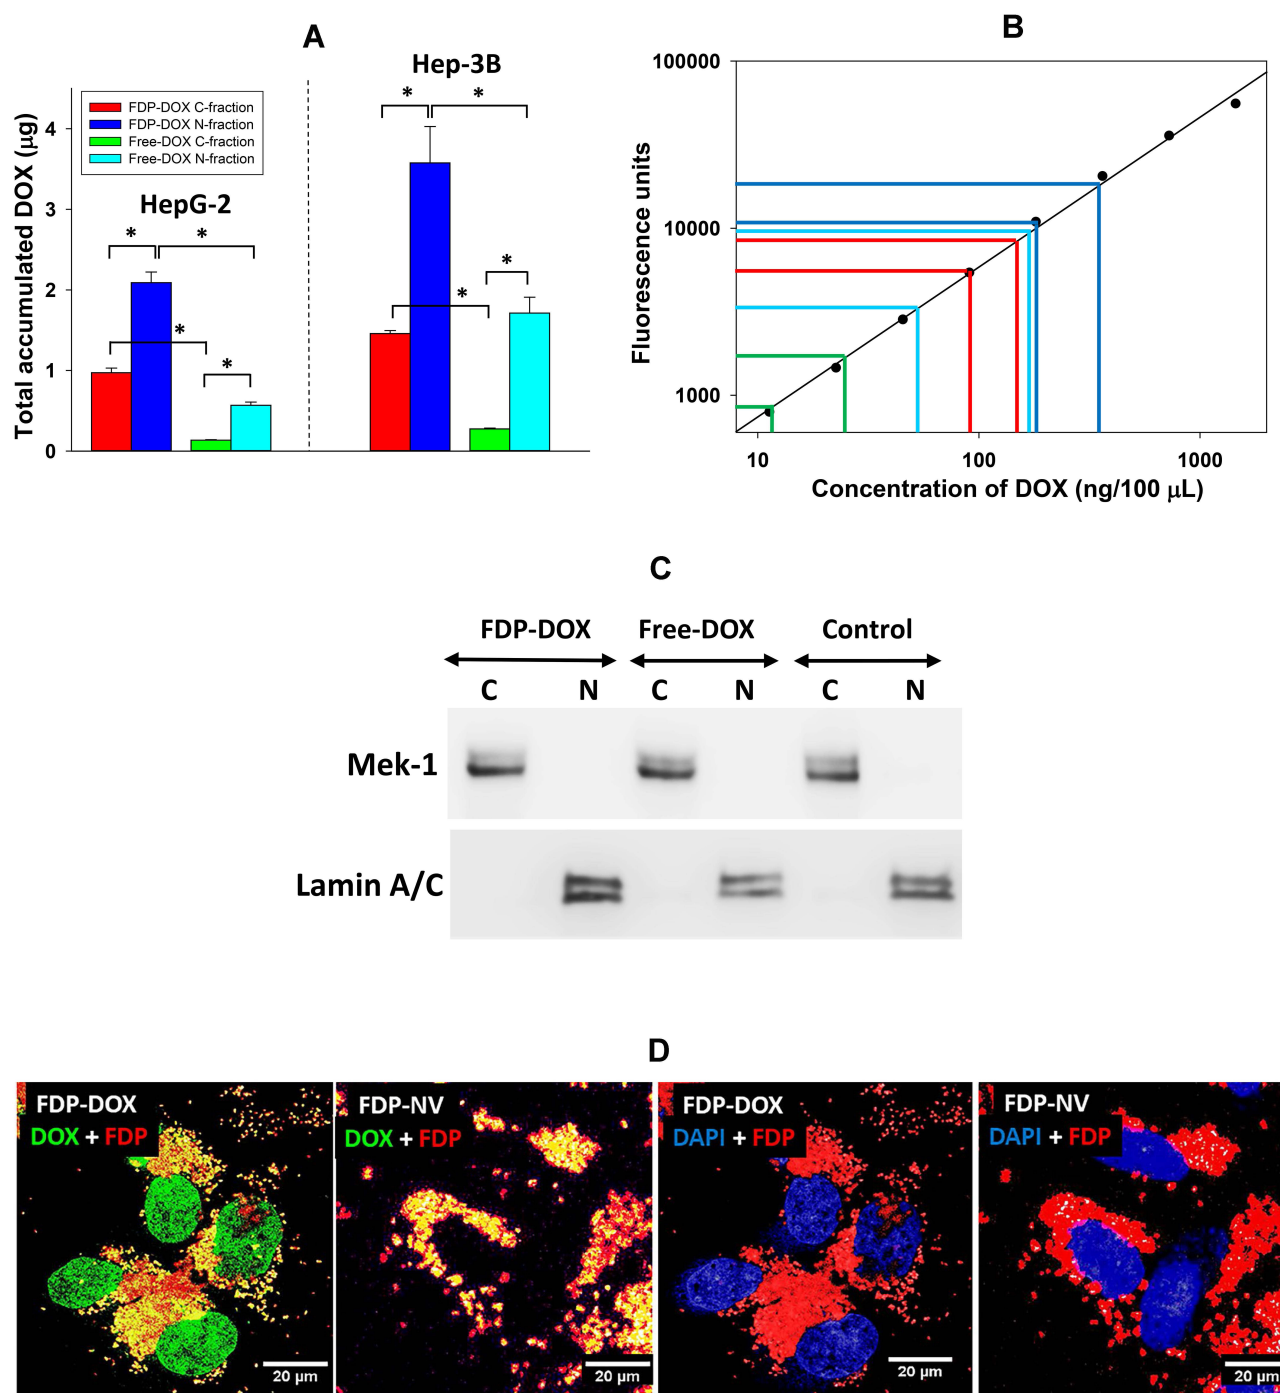 A
Hep-3B
FDP-DOX C-fraction
FDP-DOX N-fraction
Free-DOX C-fraction
Free-DOX N-fraction
HepG-2
* *
* *
* *
* *
Total accumulated DOX (µg)
4
3
2
1
0
B
Fluorescence units
100000
10000
1000
10 100 1000
Concentration of DOX (ng/100 µL)
C
FDP-DOX Free-DOX Control
C N C N C N
Mek-1
Lamin A/C
D
FDP-DOX
DOX + FDP
20 µm
FDP-NV
DOX + FDP
20 µm
FDP-DOX
DAPI + FDP
20 µm
FDP-NV
DAPI + FDP
20 µm